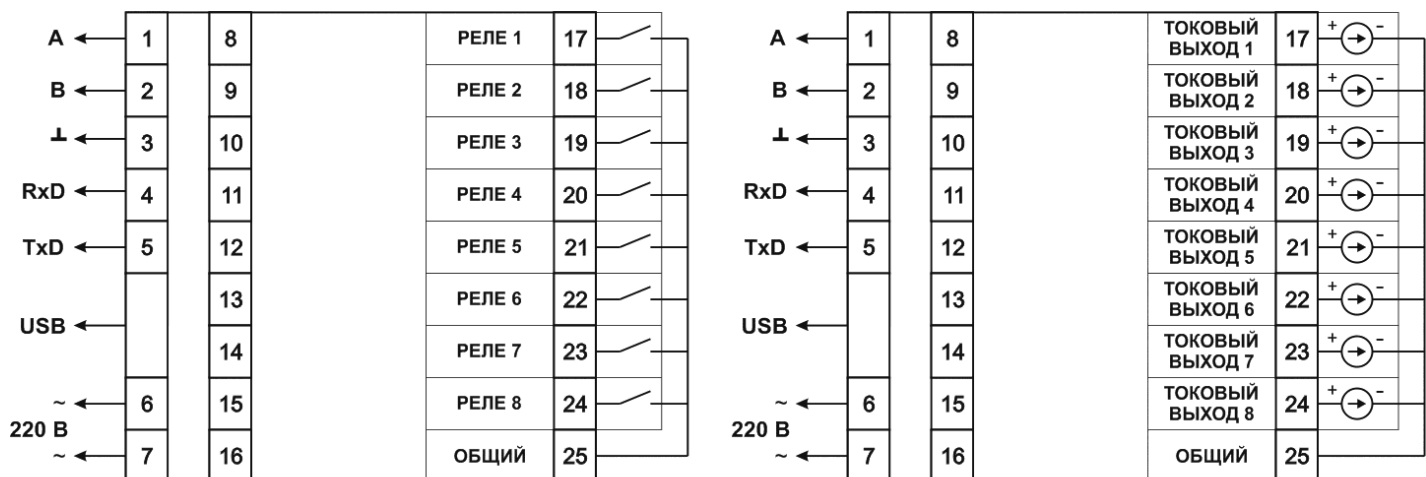 A 1 8 РЕЛЕ 1 17
B 2 9 РЕЛЕ 2 18
⊥ 3 10 РЕЛЕ 3 19
RxD 4 11 РЕЛЕ 4 20
TxD 5 12 РЕЛЕ 5 21
13 РЕЛЕ 6 22
USB
14 РЕЛЕ 7 23
~ 6 15 РЕЛЕ 8 24
220 В
~ 7 16 ОБЩИЙ 25
A 1 8 ТОКОВЫЙ
ВЫХОД 1 17 + -
B 2 9 ТОКОВЫЙ
ВЫХОД 2 18 + -
⊥ 3 10 ТОКОВЫЙ
ВЫХОД 3 19 + -
RxD 4 11 ТОКОВЫЙ
ВЫХОД 4 20 + -
TxD 5 12 ТОКОВЫЙ
ВЫХОД 5 21 + -
13 ТОКОВЫЙ
ВЫХОД 6 22 + -
USB
14 ТОКОВЫЙ
ВЫХОД 7 23 + -
~ 6 15 ТОКОВЫЙ
ВЫХОД 8 24 + -
220 В
~ 7 16 ОБЩИЙ 25